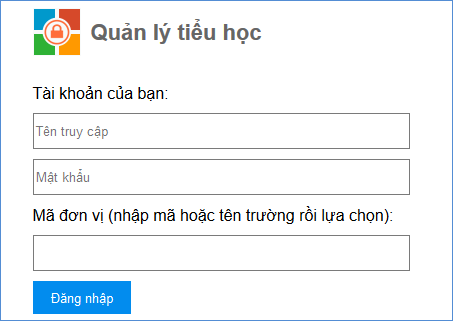 Quản lý tiểu học
Tài khoản của bạn:
Tên truy cập
Mật khẩu
Mã đơn vị (nhập mã hoặc tên trường rồi lựa chọn):
Đăng nhập